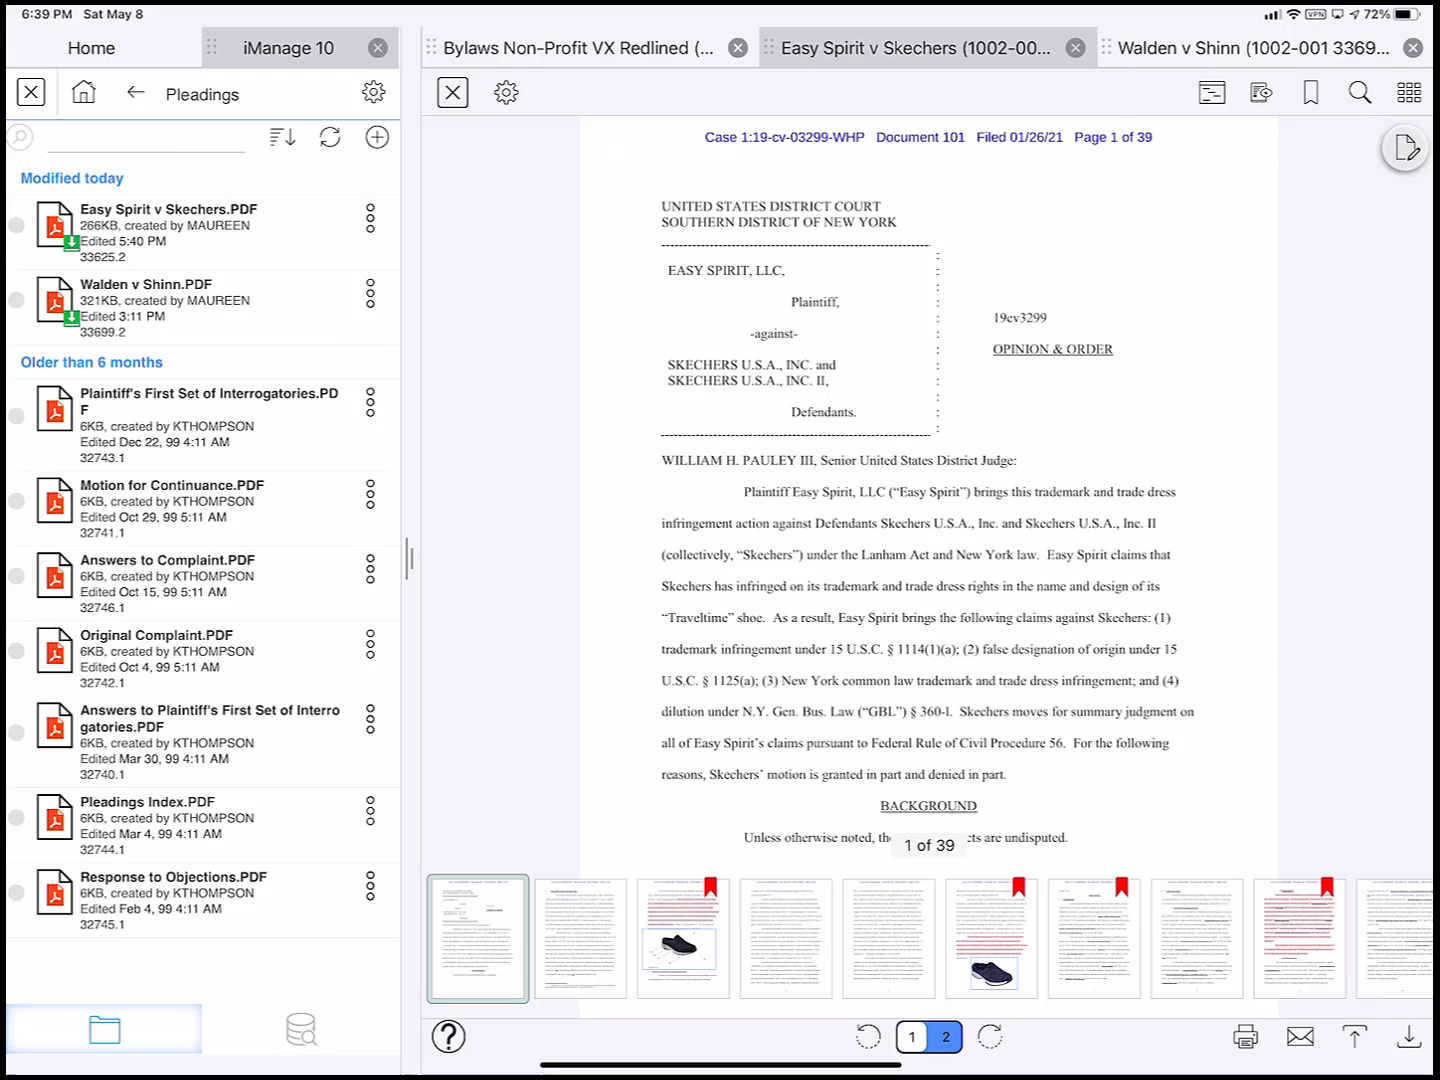 6:39 PM Sat May 8
VPN 72%
Home
iManage 10
Bylaws Non-Profit VX Redlined (...
Easy Spirit v Skechers (1002-00...
Walden v Shinn (1002-001 3369...
Pleadings
Modified today
Easy Spirit v Skechers.PDF
266KB, created by MAUREEN
Edited 5:40 PM
33625.2
Walden v Shinn.PDF
321KB, created by MAUREEN
Edited 3:11 PM
33699.2
Older than 6 months
Plaintiff's First Set of Interrogatories.PD
F
6KB, created by KTHOMPSON
Edited Dec 22, 99 4:11 AM
32743.1
Motion for Continuance.PDF
6KB, created by KTHOMPSON
Edited Oct 29, 99 5:11 AM
32741.1
Answers to Complaint.PDF
6KB, created by KTHOMPSON
Edited Oct 15, 99 5:11 AM
32746.1
Original Complaint.PDF
6KB, created by KTHOMPSON
Edited Oct 4, 99 5:11 AM
32742.1
Answers to Plaintiff's First Set of Interro
gatories.PDF
6KB, created by KTHOMPSON
Edited Mar 30, 99 4:11 AM
32740.1
Pleadings Index.PDF
6KB, created by KTHOMPSON
Edited Mar 4, 99 4:11 AM
32744.1
Response to Objections.PDF
6KB, created by KTHOMPSON
Edited Feb 4, 99 4:11 AM
32745.1
Case 1:19-cv-03299-WHP Document 101 Filed 01/26/21 Page 1 of 39
UNITED STATES DISTRICT COURT
SOUTHERN DISTRICT OF NEW YORK
EASY SPIRIT, LLC,
Plaintiff,
-against-
SKECHERS U.S.A., INC. and
SKECHERS U.S.A., INC. II,
Defendants.
19cv3299
OPINION & ORDER
WILLIAM H. PAULEY III, Senior United States District Judge:
Plaintiff Easy Spirit, LLC (“Easy Spirit”) brings this trademark and trade dress
infringement action against Defendants Skechers U.S.A., Inc. and Skechers U.S.A., Inc. II
(collectively, “Skechers”) under the Lanham Act and New York law. Easy Spirit claims that
Skechers has infringed on its trademark and trade dress rights in the name and design of its
“Traveltime” shoe. As a result, Easy Spirit brings the following claims against Skechers: (1)
trademark infringement under 15 U.S.C. § 1114(1)(a); (2) false designation of origin under 15
U.S.C. § 1125(a); (3) New York common law trademark and trade dress infringement; and (4)
dilution under N.Y. Gen. Bus. Law (“GBL”) § 360-l. Skechers moves for summary judgment on
all of Easy Spirit’s claims pursuant to Federal Rule of Civil Procedure 56. For the following
reasons, Skechers’ motion is granted in part and denied in part.
BACKGROUND
Unless otherwise noted, are undisputed.
1 of 39
1 2
?